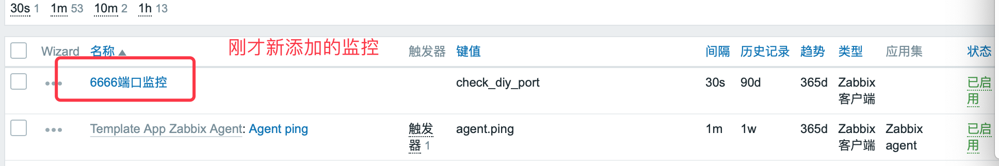 30s 1 1m 53 10m 2 1h 13
刚才新添加的监控
Wizard 名称▲ 触发器 键值 间隔 历史记录 趋势 类型 应用集 状态
6666端口监控 check_diy_port 30s 90d 365d Zabbix 已启
客户端 用
Template App Zabbix Agent: Agent ping 触发 agent.ping 1m 1w 365d Zabbix Zabbix 已启
器 1 客户端 agent 用